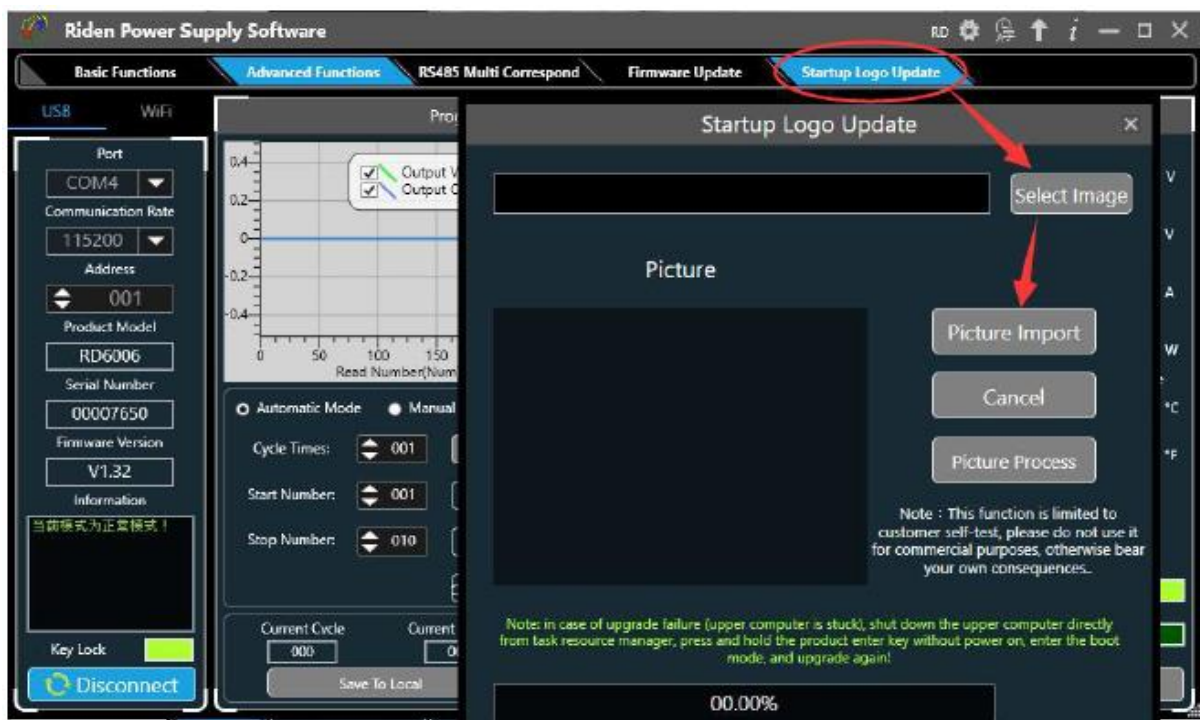 Riden Power Supply Software
RD
Basic Functions
Advanced Functions
RS485 Multi Correspond
Firmware Update
Startup Logo Update
USB
WiFi
Port
COM4
Communication Rate
115200
Address
001
Product Model
RD6006
Serial Number
00007650
Firmware Version
V1.32
Information
当前模式为正常模式！
Key Lock
Disconnect
0.4
0.2
0
-0.2
-0.4
Output
Output
0 50 100 150
Automatic Mode
Manual
Cycle Times: 001
Start Number: 001
Stop Number: 010
Current Cycle
Current
000
Save To Local
Startup Logo Update
Select Image
Picture
Picture Import
Cancel
Picture Process
Note : This function is limited to
customer self-test, please do not use it
for commercial purposes, otherwise bear
your own consequences..
Note: in case of upgrade failure (upper computer is stuck), shut down the upper computer directly
from task resource manager, press and hold the product enter key without power on, enter the boot
mode, and upgrade again!
00.00%
V
V
A
W
°C
°F